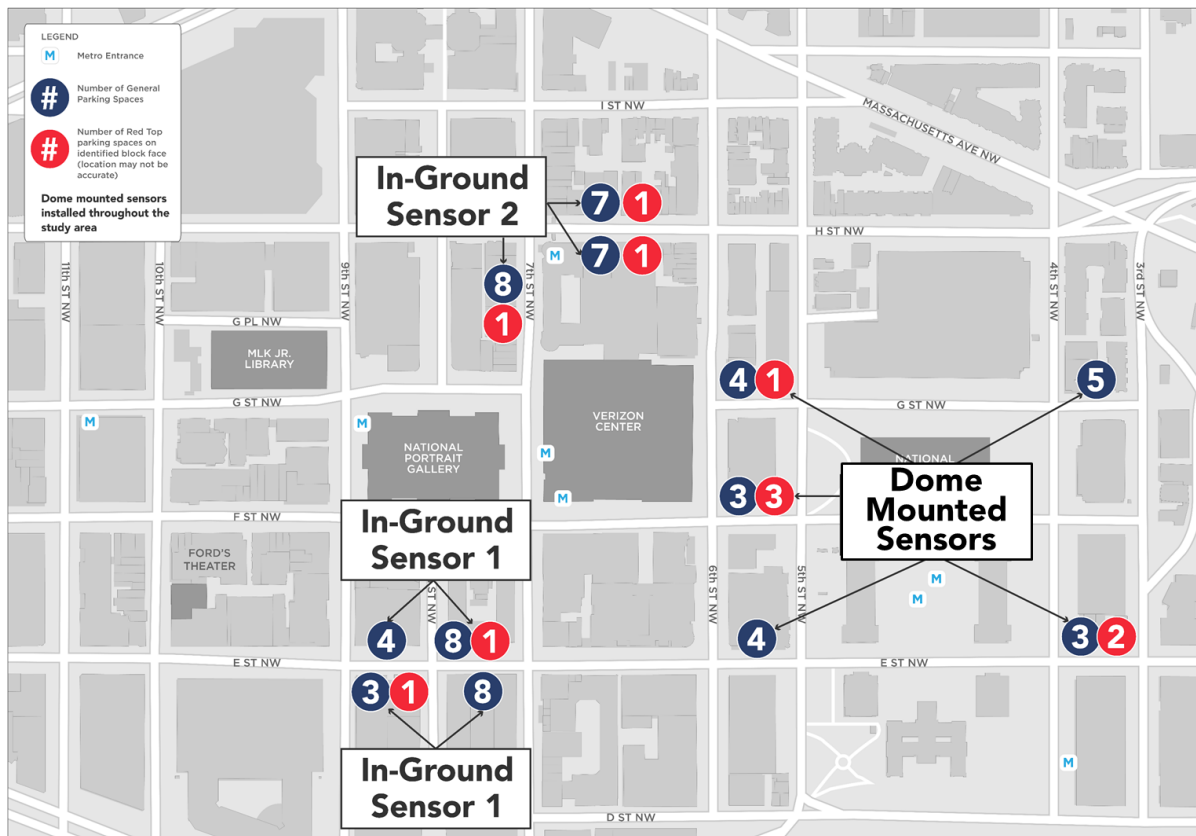 LEGEND
M
Metro Entrance
#
Number of General
Parking Spaces
#
Number of Red Top
parking spaces on
identified block face
(location may not be
accurate)
Dome mounted sensors
installed throughout the
study area
I ST NW
MASSACHUSETTS AVE NW
In-Ground
Sensor 2
7 1
H ST NW
M
7 1
8
1
11th ST NW
10th ST NW
9th ST NW
7th ST NW
4th ST NW
3rd ST NW
G PL NW
MLK JR.
LIBRARY
4 1
5
G ST NW
G ST NW
M
M
VERIZON
CENTER
NATIONAL
PORTRAIT
GALLERY
M
M
NATIONAL
Dome
Mounted
Sensors
3 3
F ST NW
In-Ground
Sensor 1
FORD'S
THEATER
ST NW
6th ST NW
5th ST NW
M
M
4
8 1
4
3 2
E ST NW
E ST NW
3 1
8
In-Ground
Sensor 1
M
D ST NW